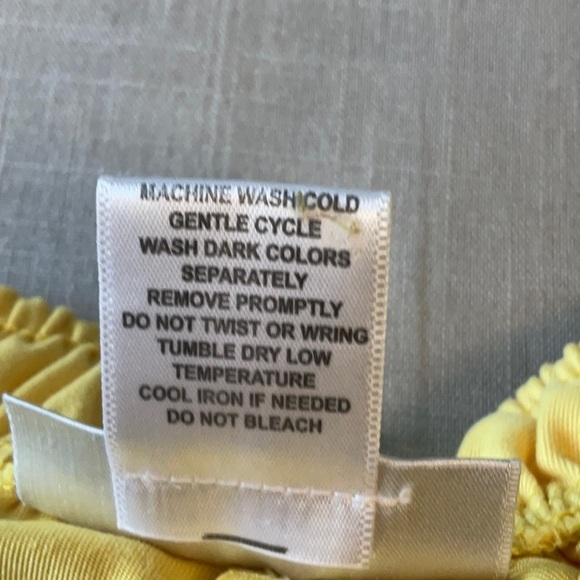 MACHINE WASH COLD
GENTLE CYCLE
WASH DARK COLORS
SEPARATELY
REMOVE PROMPTLY
DO NOT TWIST OR WRING
TUMBLE DRY LOW
TEMPERATURE
COOL IRON IF NEEDED
DO NOT BLEACH